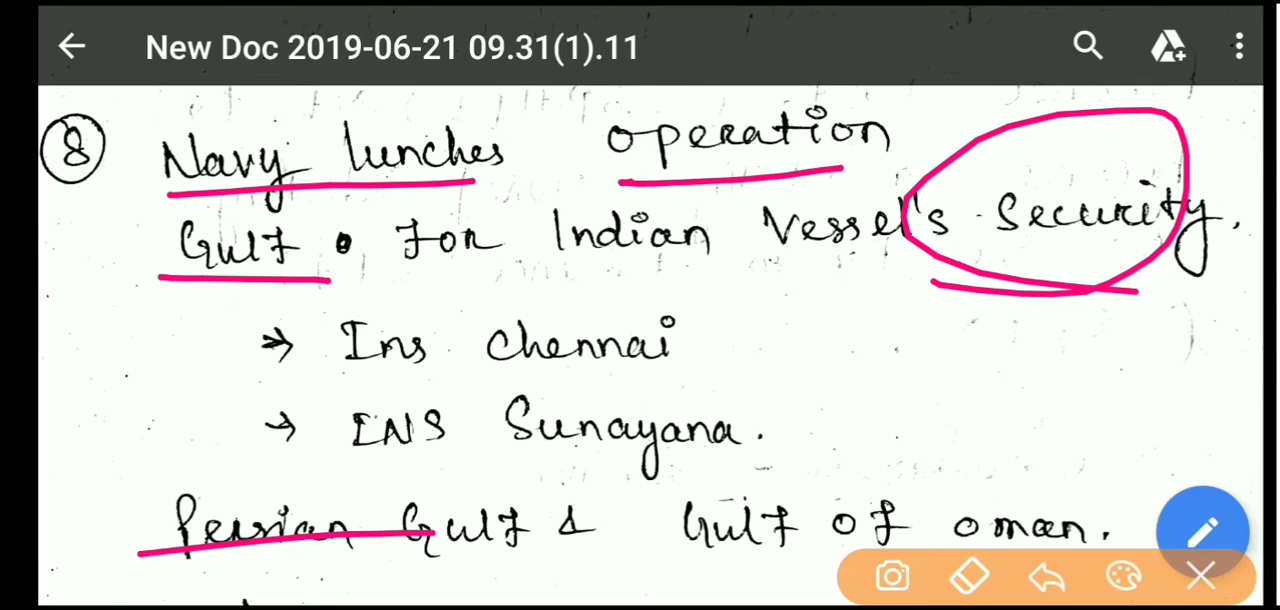 New Doc 2019-06-21 09.31(1).11
8 Navy lunches operation
Gulf . For Indian Vessel's Security.
→ Ins Chennai
→ INS Sunayana.
Persian Gulf & Gulf of oman.